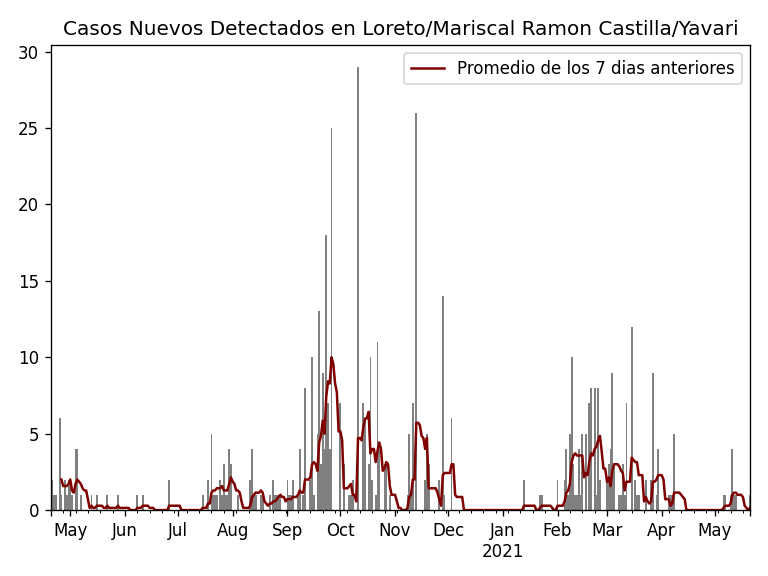 Casos Nuevos Detectados en Loreto/Mariscal Ramon Castilla/Yavari
Promedio de los 7 dias anteriores
30
25
20
15
10
5
0
May Jun Jul Aug Sep Oct Nov Dec Jan Feb Mar Apr May
2021